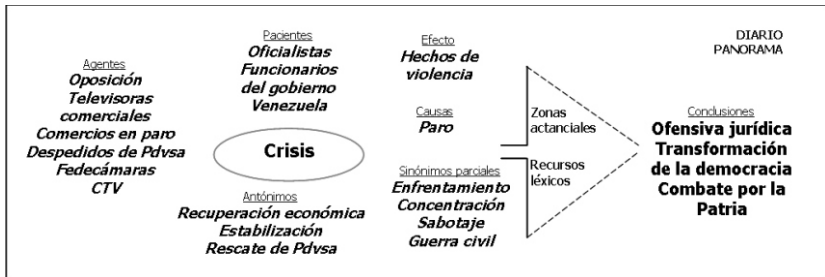 DIARIO
PANORAMA
Agentes
Oposición
Televisoras
comerciales
Comercios en paro
Despedidos de Pdvsa
Fedecámaras
CTV
Pacientes
Oficialistas
Funcionarios
del gobierno
Venezuela
Crisis
Antónimos
Recuperación económica
Estabilización
Rescate de Pdvsa
Efecto
Hechos de
violencia
Causas
Paro
Sinónimos parciales
Enfrentamiento
Concentración
Sabotaje
Guerra civil
Zonas
actanciales
Recursos
léxicos
Conclusiones
Ofensiva jurídica
Transformación
de la democracia
Combate por la
Patria